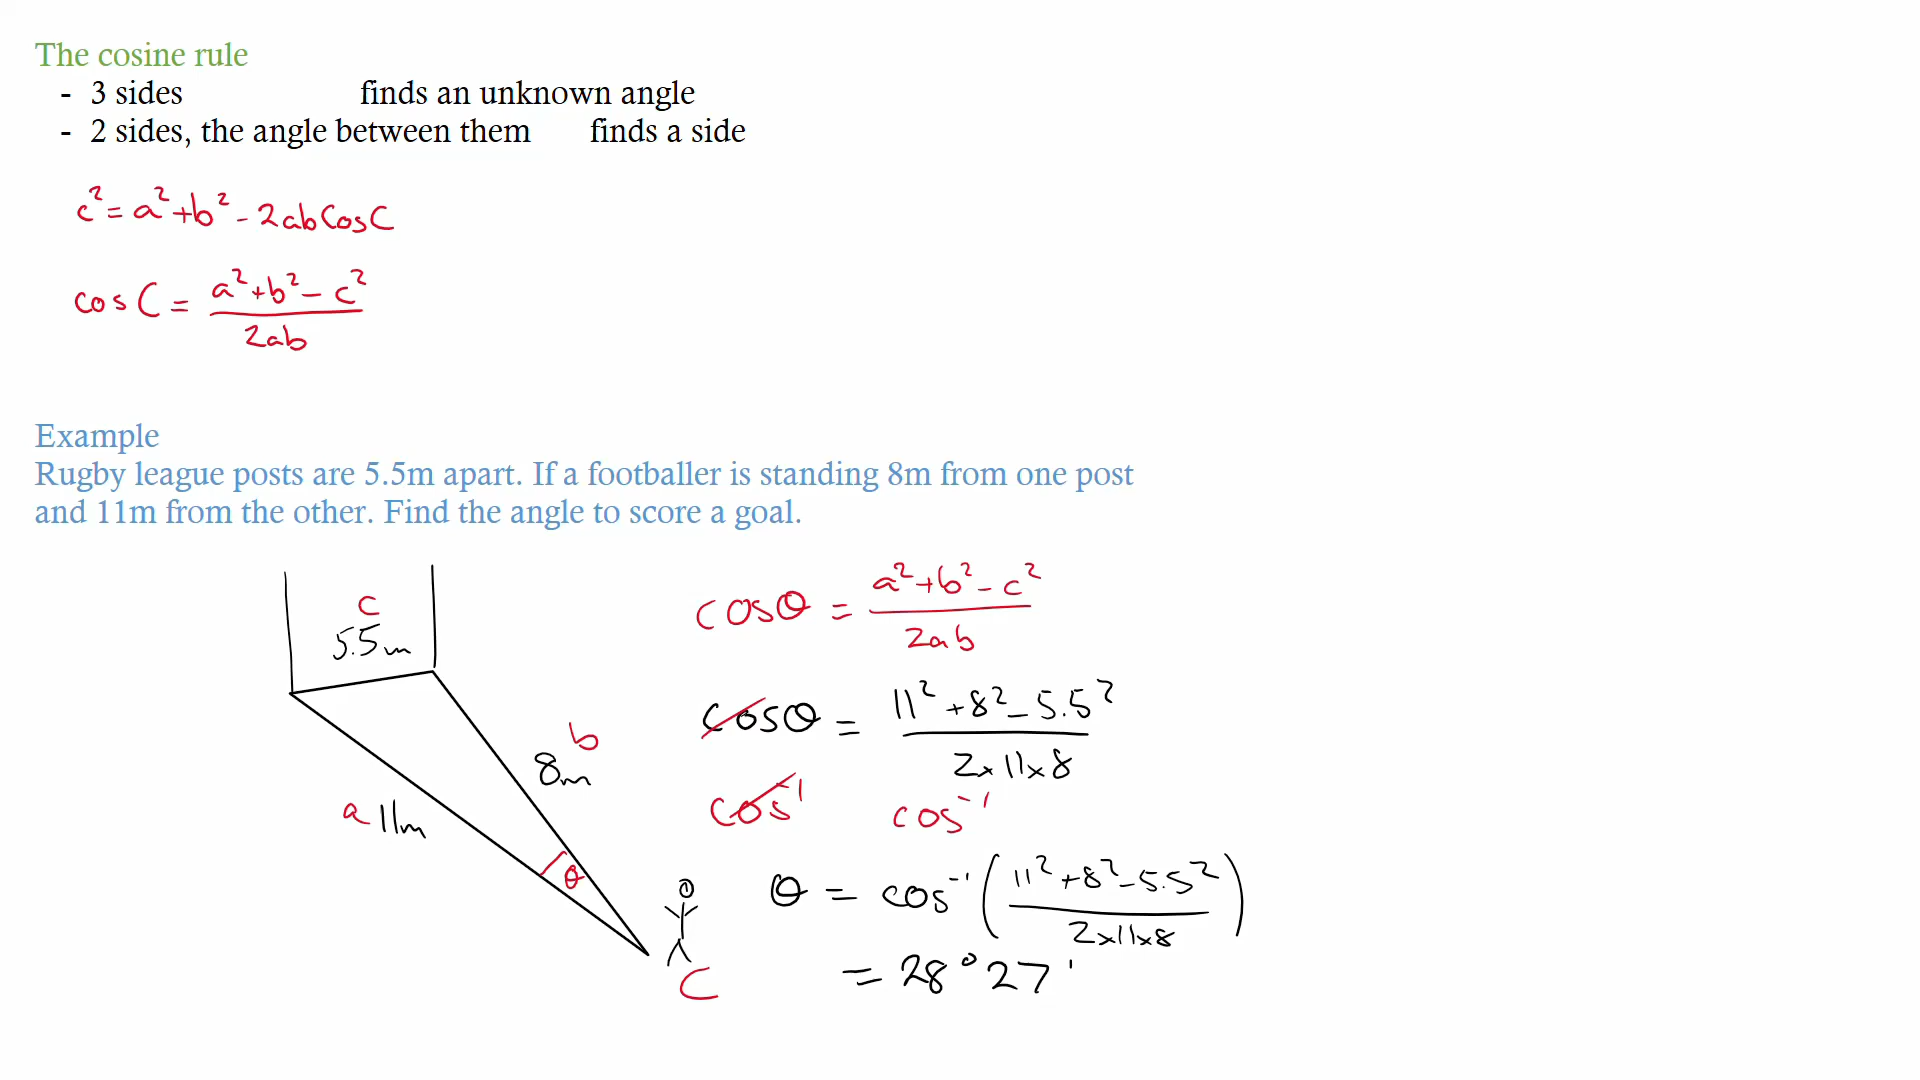 The cosine rule
- 3 sides finds an unknown angle
- 2 sides, the angle between them finds a side
c² = a² + b² - 2abCosC
cos C = (a² + b² - c²) / 2ab
Example
Rugby league posts are 5.5m apart. If a footballer is standing 8m from one post
and 11m from the other. Find the angle to score a goal.
c
5.5m
b
8m
a 11m
θ
C
cosθ = (a² + b² - c²) / 2ab
cosθ = (11² + 8² - 5.5²) / 2×11×8
cos⁻¹ cos⁻¹
θ = cos⁻¹ ((11² + 8² - 5.5²) / 2×11×8)
= 28°27'